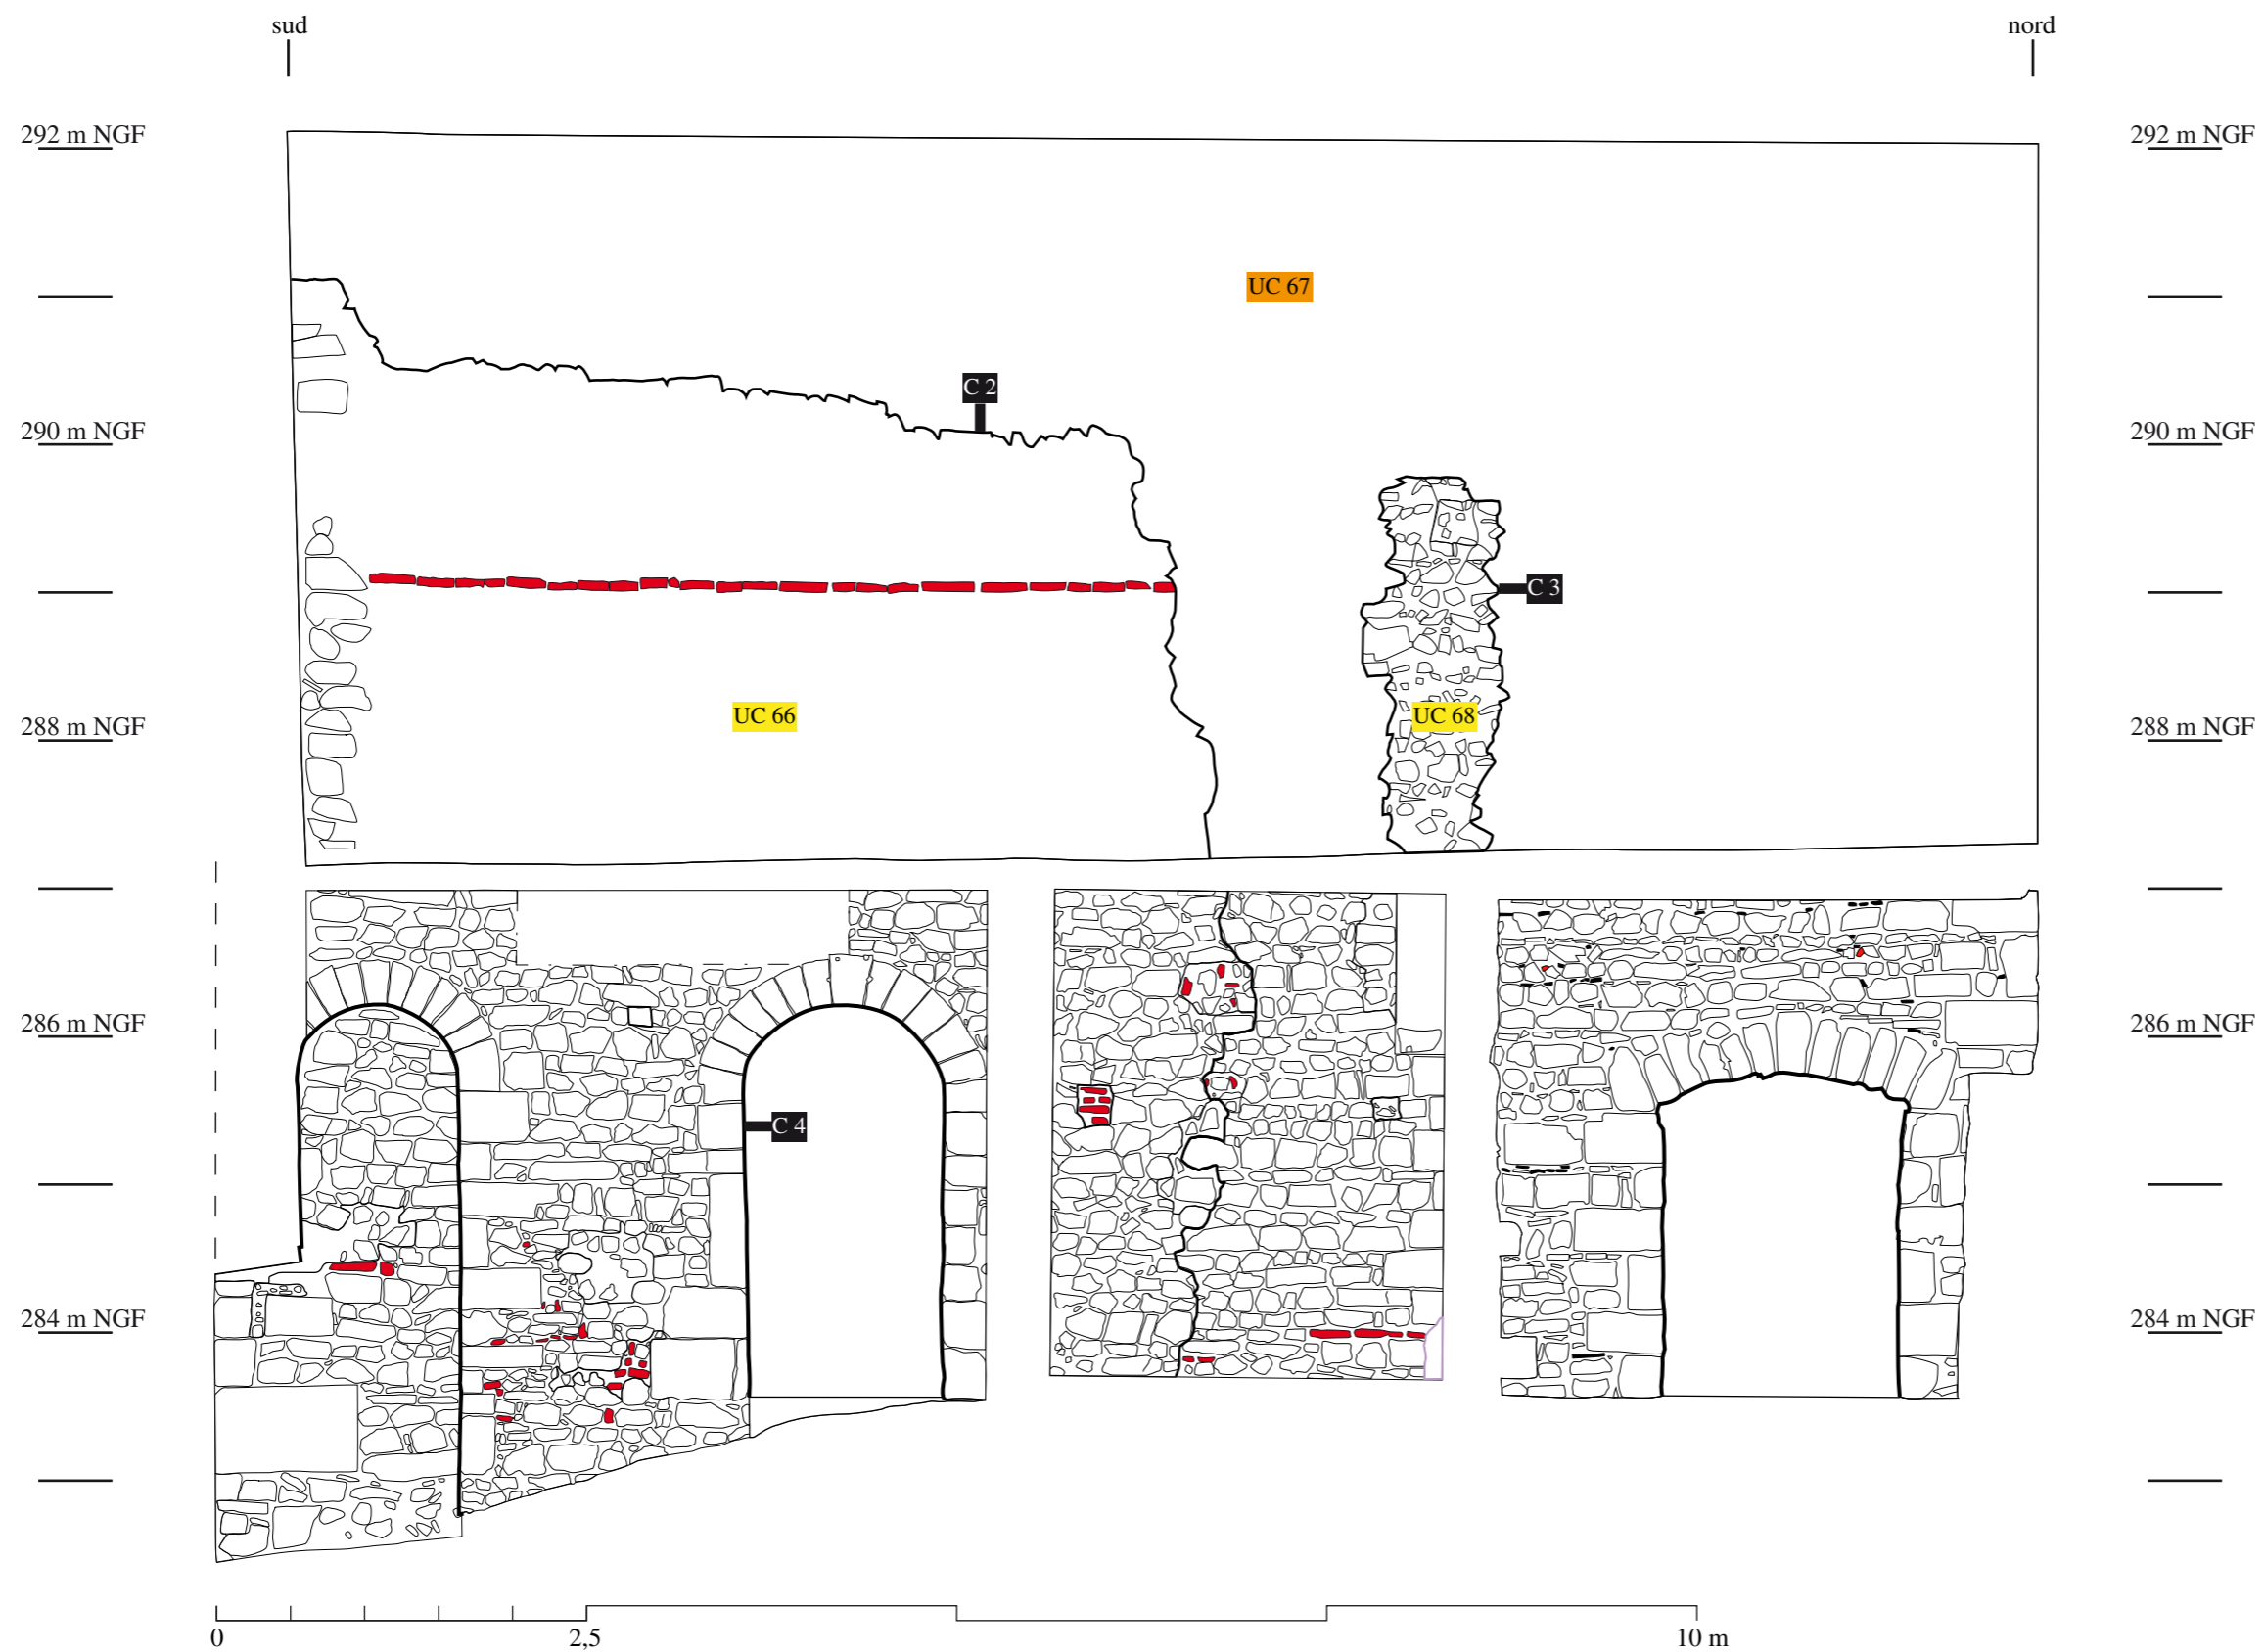 sud nord
292 m NGF 292 m NGF
UC 67
C 2
290 m NGF 290 m NGF
C 3
UC 66 UC 68
288 m NGF 288 m NGF
286 m NGF 286 m NGF
C 4
284 m NGF 284 m NGF
0 2,5 10 m